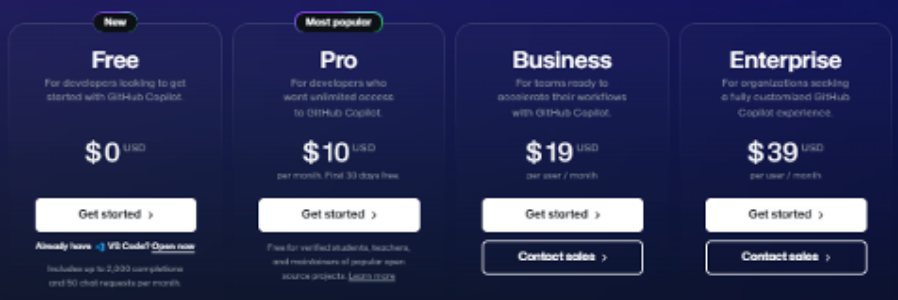 New
Free
For developers looking to get
started with GitHub Copilot.
$0 USD
Get started ›
Already have VS Code? Open now
Includes up to 2,000 completions
and 50 chat requests per month.
Most popular
Pro
For developers who
want unlimited access
to GitHub Copilot.
$10 USD
per month. First 30 days free.
Get started ›
Free for verified students, teachers,
and maintainers of popular open
source projects. Learn more
Business
For teams ready to
accelerate their workflows
with GitHub Copilot.
$19 USD
per user / month
Get started ›
Contact sales ›
Enterprise
For organizations seeking
a fully customized GitHub
Copilot experience.
$39 USD
per user / month
Get started ›
Contact sales ›